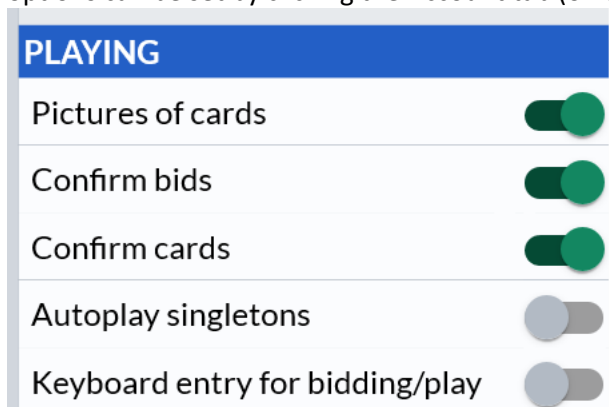 PLAYING
Pictures of cards
Confirm bids
Confirm cards
Autoplay singletons
Keyboard entry for bidding/play